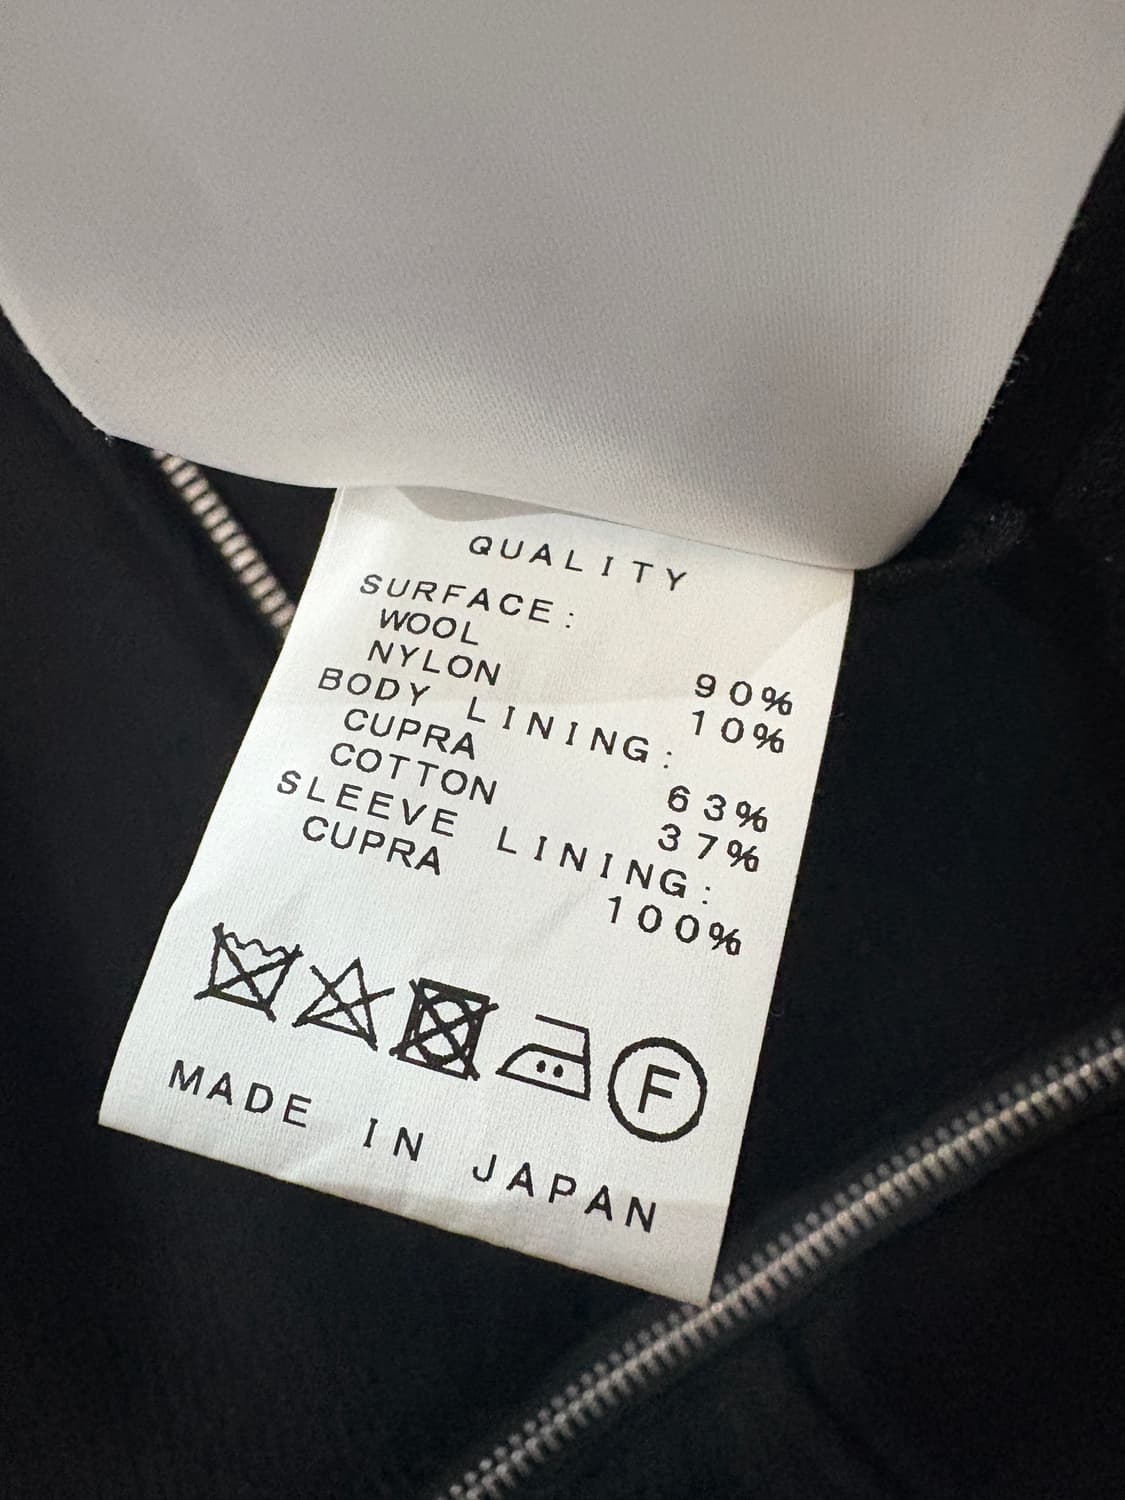 QUALITY
SURFACE:
WOOL 90%
NYLON 10%
BODY LINING:
CUPRA 63%
COTTON 37%
SLEEVE LINING:
CUPRA 100%
F
MADE IN JAPAN